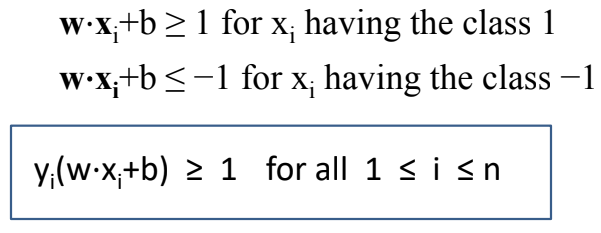 w·xᵢ+b ≥ 1 for xᵢ having the class 1
w·xᵢ+b ≤ −1 for xᵢ having the class −1
yᵢ(w·xᵢ+b) ≥ 1 for all 1 ≤ i ≤ n